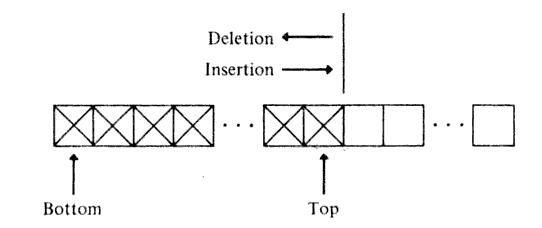 Deletion
Insertion
. . .
. . .
Bottom
Top